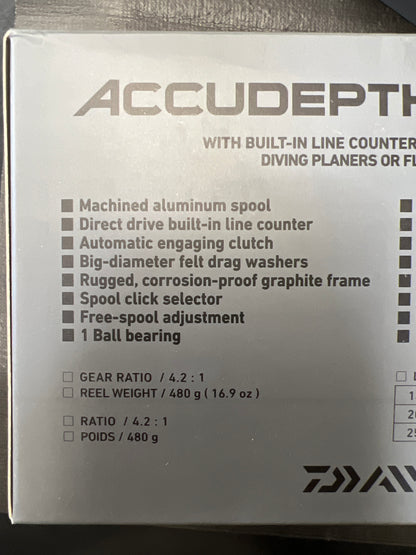 ACCUDEPTH
WITH BUILT-IN LINE COUNTER
DIVING PLANERS OR
■ Machined aluminum spool
■ Direct drive built-in line counter
■ Automatic engaging clutch
■ Big-diameter felt drag washers
■ Rugged, corrosion-proof graphite frame
■ Spool click selector
■ Free-spool adjustment
■ 1 Ball bearing
□ GEAR RATIO / 4.2 : 1
□ REEL WEIGHT / 480 g ( 16.9 oz )
□ RATIO / 4.2 : 1
□ POIDS / 480 g